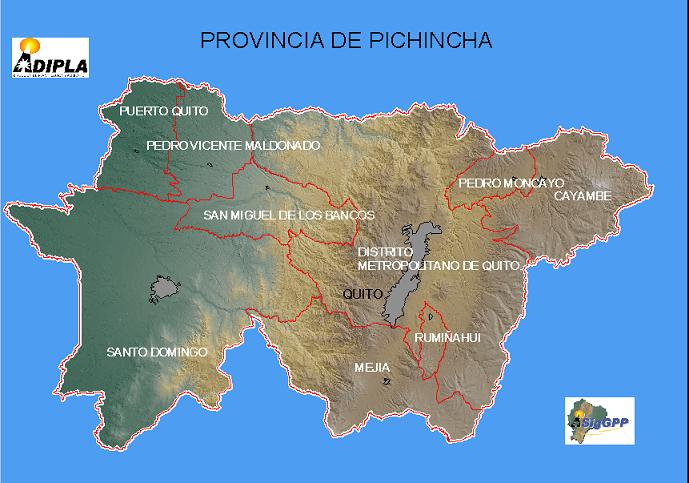 PROVINCIA DE PICHINCHA
ADIPLA
PUERTO QUITO
PEDRO VICENTE MALDONADO
PEDRO MONCAYO
CAYAMBE
SAN MIGUEL DE LOS BANCOS
DISTRITO
METROPOLITANO DE QUITO
QUITO
RUMIÑAHUI
SANTO DOMINGO
MEJIA
SigGPP